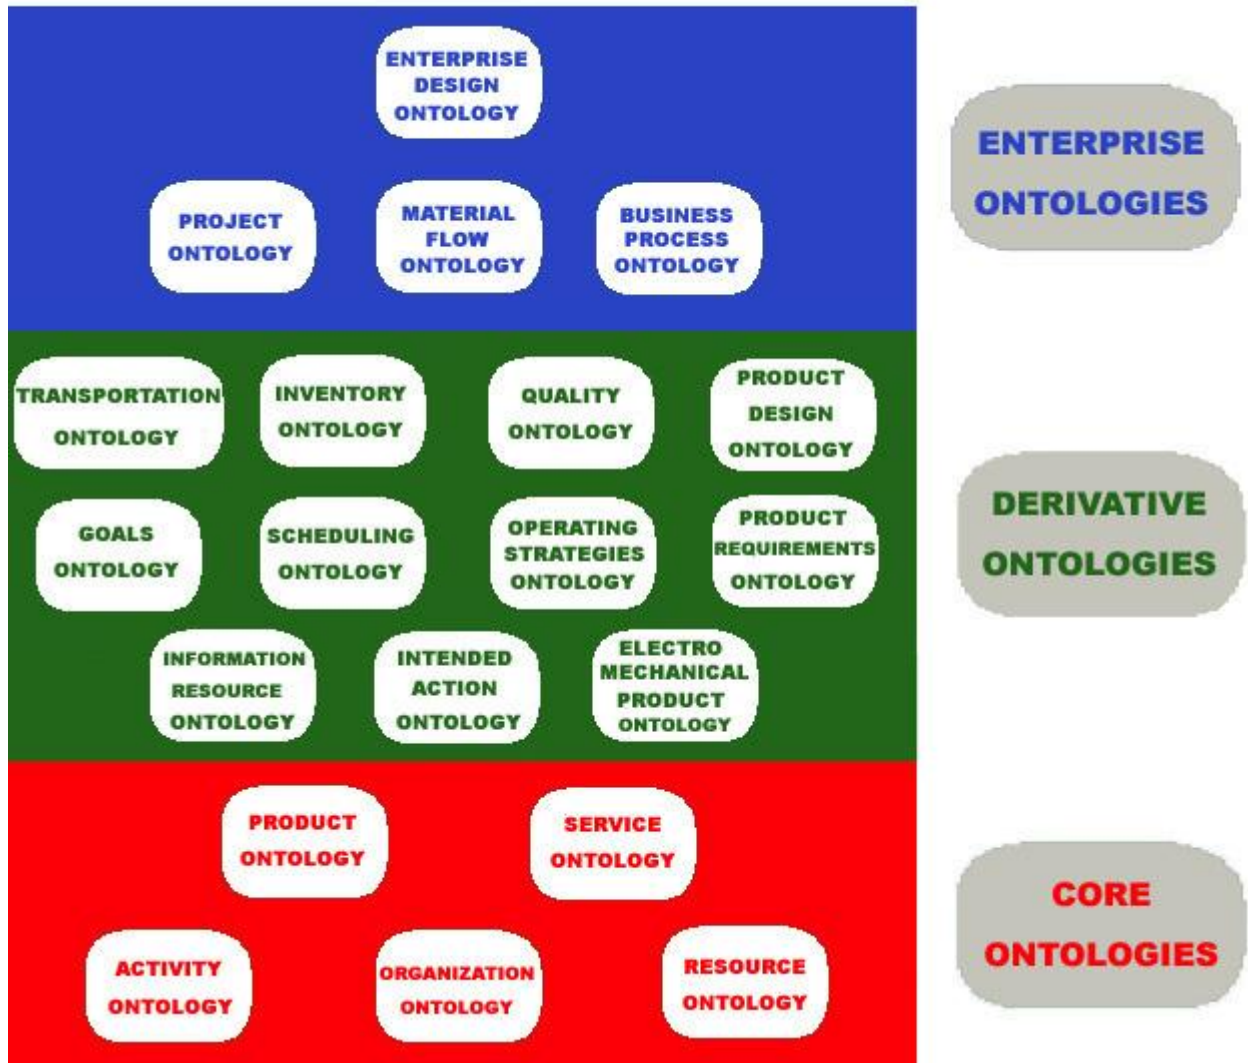 ENTERPRISE
DESIGN
ONTOLOGY
PROJECT
ONTOLOGY
MATERIAL
FLOW
ONTOLOGY
BUSINESS
PROCESS
ONTOLOGY
ENTERPRISE
ONTOLOGIES
TRANSPORTATION
ONTOLOGY
INVENTORY
ONTOLOGY
QUALITY
ONTOLOGY
PRODUCT
DESIGN
ONTOLOGY
GOALS
ONTOLOGY
SCHEDULING
ONTOLOGY
OPERATING
STRATEGIES
ONTOLOGY
PRODUCT
REQUIREMENTS
ONTOLOGY
INFORMATION
RESOURCE
ONTOLOGY
INTENDED
ACTION
ONTOLOGY
ELECTRO
MECHANICAL
PRODUCT
ONTOLOGY
DERIVATIVE
ONTOLOGIES
PRODUCT
ONTOLOGY
SERVICE
ONTOLOGY
ACTIVITY
ONTOLOGY
ORGANIZATION
ONTOLOGY
RESOURCE
ONTOLOGY
CORE
ONTOLOGIES